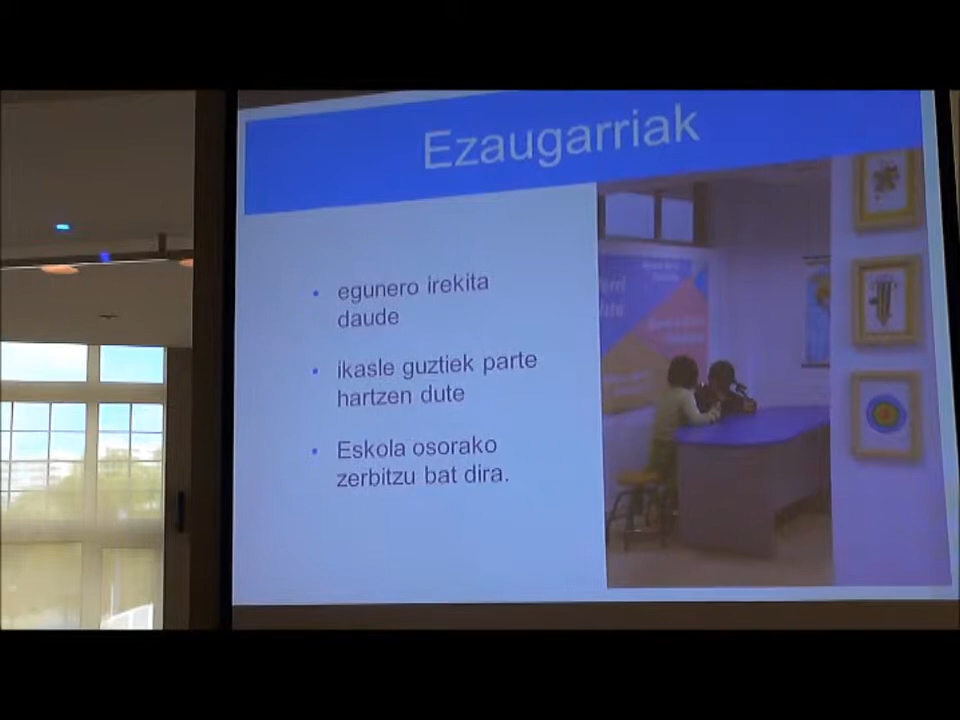 Ezaugarriak
• egunero irekita
daude
• ikasle guztiek parte
hartzen dute
• Eskola osorako
zerbitzu bat dira.